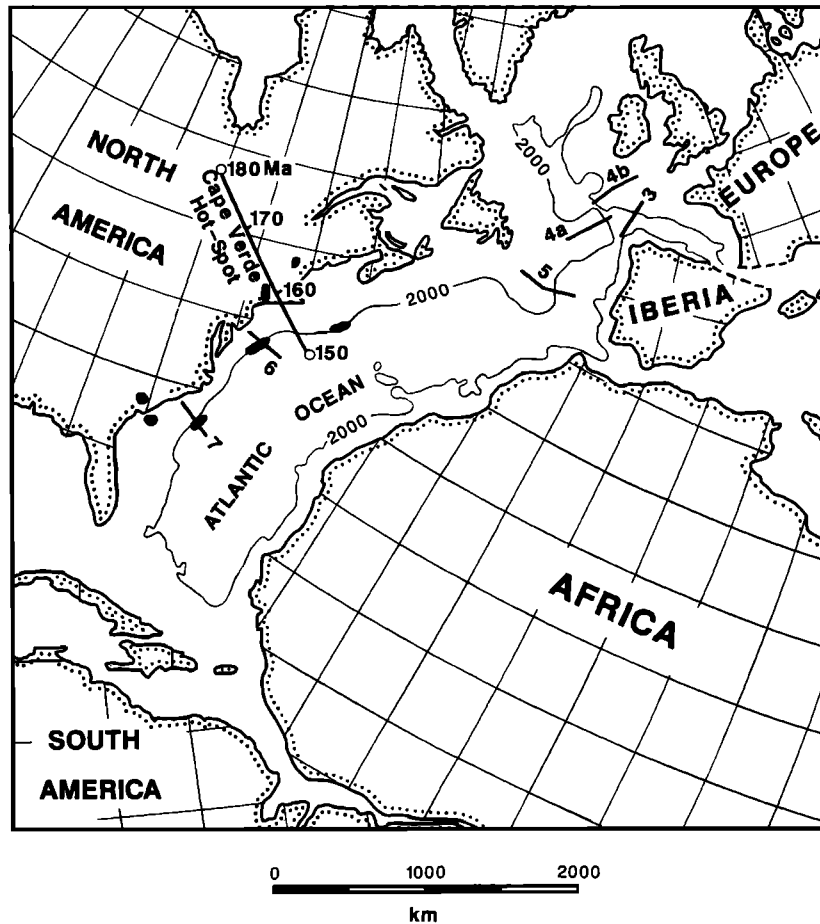 NORTH
AMERICA
180 Ma
170
160
150
Cape Verde
Hot-Spot
2000
4b
3
4a
5
EUROPE
IBERIA
2000
6
7
ATLANTIC OCEAN
2000
AFRICA
SOUTH
AMERICA
0 1000 2000
km